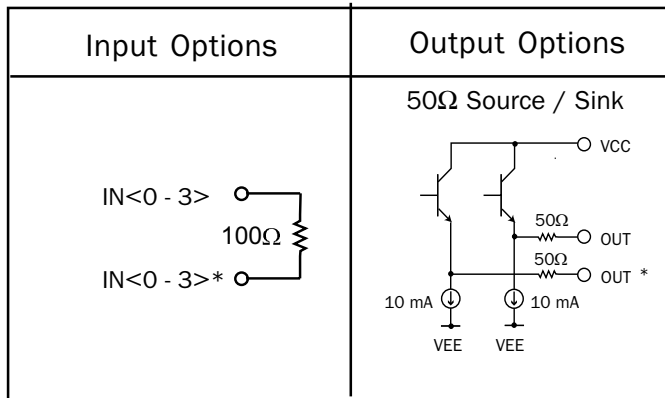 Input Options
Output Options
50Ω Source / Sink
VCC
IN<0 - 3>
100Ω
IN<0 - 3>*
50Ω
OUT
50Ω
OUT *
10 mA
10 mA
VEE
VEE